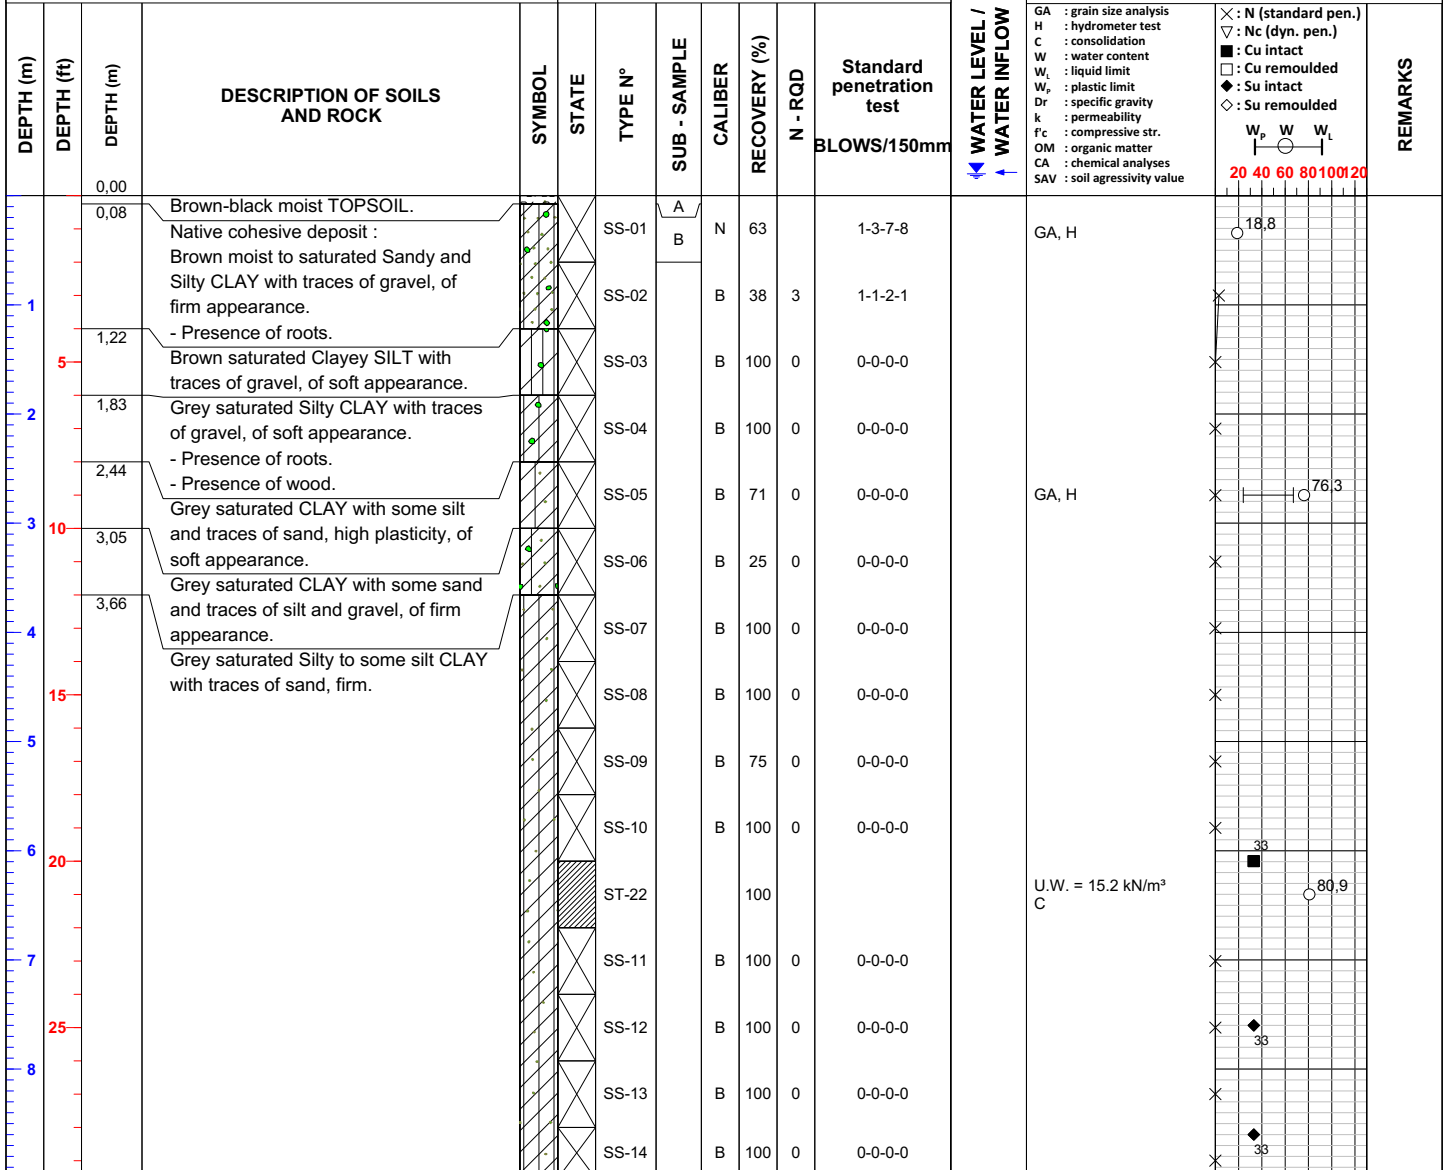 DEPTH (m)
DEPTH (ft)
DEPTH (m)
0,00
DESCRIPTION OF SOILS
AND ROCK
SYMBOL
STATE
TYPE N°
SUB - SAMPLE
CALIBER
RECOVERY (%)
N - RQD
Standard
penetration
test
BLOWS/150mm
WATER LEVEL /
WATER INFLOW
GA : grain size analysis
H : hydrometer test
C : consolidation
W : water content
WL : liquid limit
WP : plastic limit
Dr : specific gravity
k : permeability
f'c : compressive str.
OM : organic matter
CA : chemical analyses
SAV : soil agressivity value
X : N (standard pen.)
▽ : Nc (dyn. pen.)
■ : Cu intact
□ : Cu remoulded
◆ : Su intact
◇ : Su remoulded
WP W WL
20 40 60 80 100 120
REMARKS
0,08
Brown-black moist TOPSOIL.
Native cohesive deposit :
Brown moist to saturated Sandy and
Silty CLAY with traces of gravel, of
firm appearance.
- Presence of roots.
1,22
Brown saturated Clayey SILT with
traces of gravel, of soft appearance.
1,83
Grey saturated Silty CLAY with traces
of gravel, of soft appearance.
- Presence of roots.
- Presence of wood.
2,44
Grey saturated CLAY with some silt
and traces of sand, high plasticity, of
soft appearance.
3,05
Grey saturated CLAY with some sand
and traces of silt and gravel, of firm
appearance.
3,66
Grey saturated Silty to some silt CLAY
with traces of sand, firm.
1
2
3
4
5
6
7
8
5
10
15
20
25
A
B
SS-01 N 63 1-3-7-8 GA, H 18,8
SS-02 B 38 3 1-1-2-1
SS-03 B 100 0 0-0-0-0
SS-04 B 100 0 0-0-0-0
SS-05 B 71 0 0-0-0-0 GA, H 76,3
SS-06 B 25 0 0-0-0-0
SS-07 B 100 0 0-0-0-0
SS-08 B 100 0 0-0-0-0
SS-09 B 75 0 0-0-0-0
SS-10 B 100 0 0-0-0-0
33
ST-22 100 U.W. = 15.2 kN/m³ 80,9
C
SS-11 B 100 0 0-0-0-0
SS-12 B 100 0 0-0-0-0
33
SS-13 B 100 0 0-0-0-0
SS-14 B 100 0 0-0-0-0
33